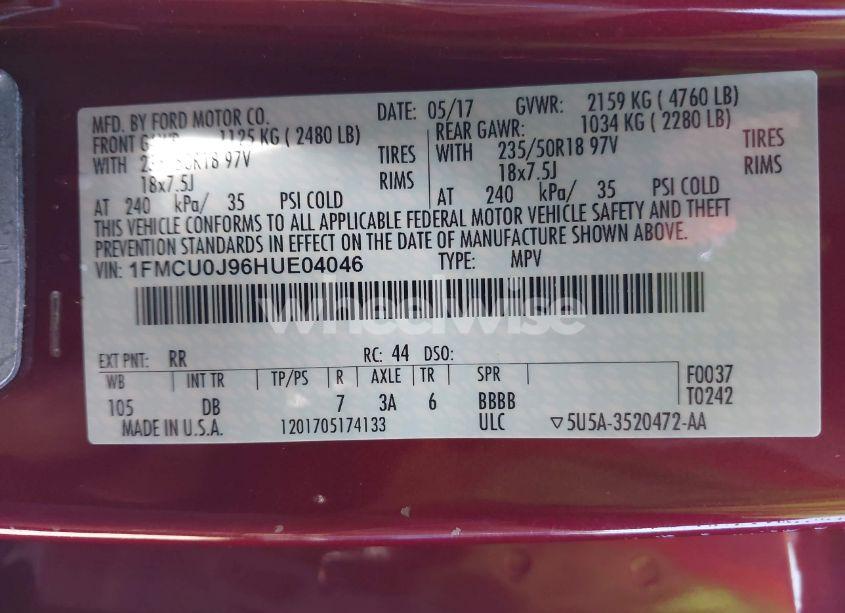 MFD. BY FORD MOTOR CO. DATE: 05/17 GVWR: 2159 KG ( 4760 LB)
FRONT GAWR: 1125 KG ( 2480 LB) REAR GAWR: 1034 KG ( 2280 LB)
WITH 235/50R18 97V TIRES WITH 235/50R18 97V TIRES
18x7.5J RIMS 18x7.5J RIMS
AT 240 kPa/ 35 PSI COLD AT 240 kPa/ 35 PSI COLD
THIS VEHICLE CONFORMS TO ALL APPLICABLE FEDERAL MOTOR VEHICLE SAFETY AND THEFT
PREVENTION STANDARDS IN EFFECT ON THE DATE OF MANUFACTURE SHOWN ABOVE.
VIN: 1FMCU0J96HUE04046 TYPE: MPV
wheelwise
EXT PNT: RR RC: 44 DSO:
WB INT TR TP/PS R AXLE TR SPR F0037
105 DB 7 3A 6 BBBB T0242
MADE IN U.S.A. 1201705174133 ULC ▽5U5A-3520472-AA